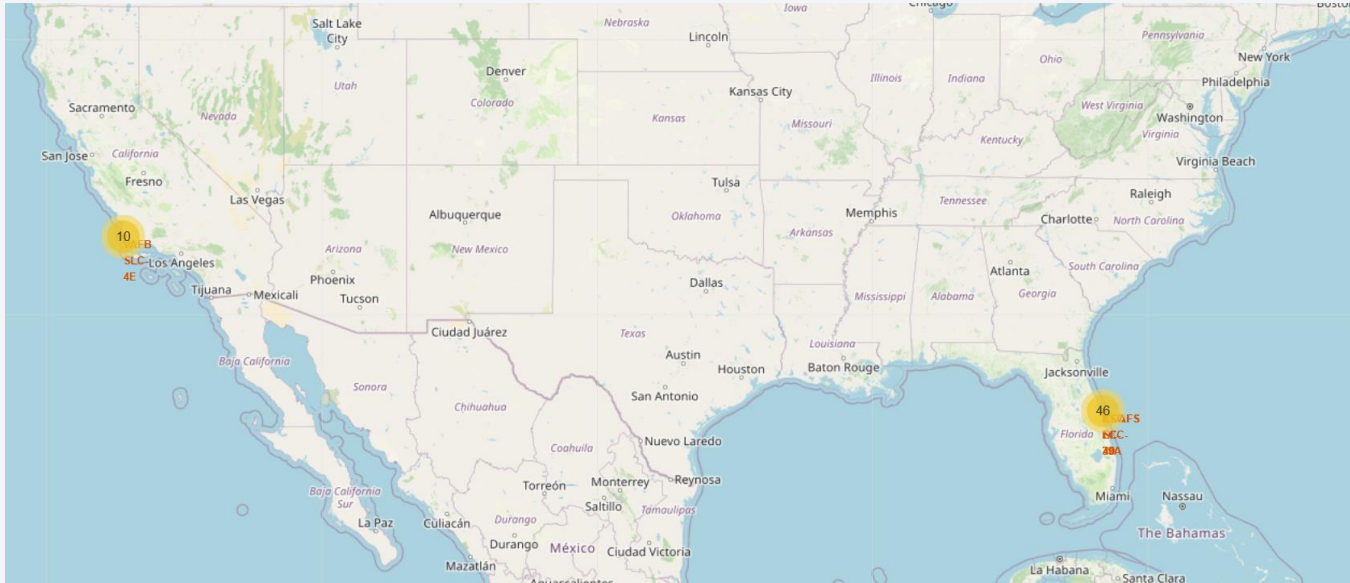 Chicago
Iowa
Nebraska
Salt Lake
City
Lincoln
Pennsylvania
New York
Ohio
Denver
Utah
Illinois
Indiana
Philadelphia
Kansas City
Colorado
Sacramento
West Virginia
Nevada
Washington
Kansas
Missouri
Virginia
Kentucky
San Jose
California
Virginia Beach
Fresno
Tulsa
Las Vegas
Raleigh
Tennessee
Albuquerque
Memphis
Oklahoma
Charlotte
North Carolina
Arkansas
10
Arizona
New Mexico
SLC-
4E
Los Angeles
South Carolina
Atlanta
Phoenix
Dallas
Tijuana
Mexicali
Tucson
Mississippi
Alabama
Georgia
Ciudad Juárez
Texas
Louisiana
Austin
Baja California
Houston
Baton Rouge
Jacksonville
Sonora
San Antonio
Chihuahua
46
Florida
Nuevo Laredo
Coahuila
Reynosa
Monterrey
Torreón
Baja California
Sur
Miami
Nassau
Saltillo
Tamaulipas
Durango
La Paz
Culiacán
The Bahamas
Durango
México
Ciudad Victoria
Mazatlán
La Habana
Santa Clara
Aguascalientes